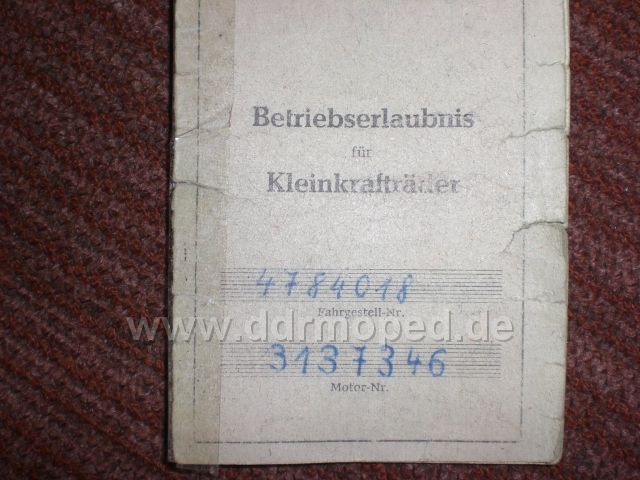 Betriebserlaubnis
für
Kleinkrafträder
4784018
Fahrgestell-Nr.
www.ddrmoped.de
3137346
Motor-Nr.